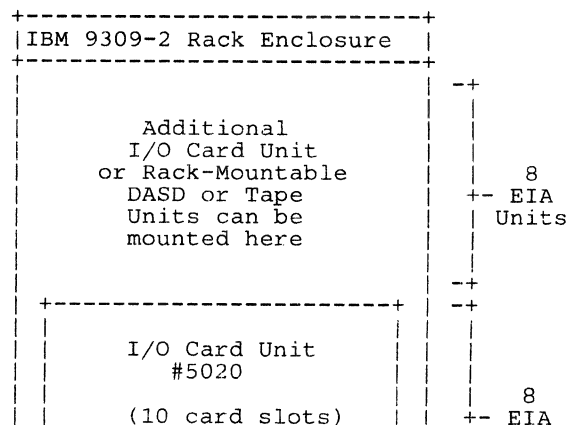 IBM 9309-2 Rack Enclosure
Additional
I/O Card Unit
or Rack-Mountable
DASD or Tape
Units can be
mounted here
8
EIA
Units
I/O Card Unit
#5020
(10 card slots)
8
EIA